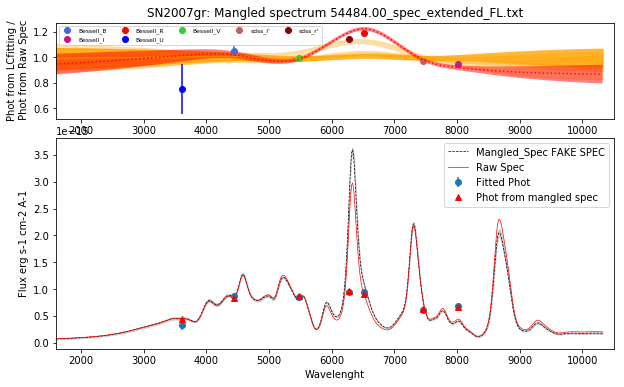 SN2007gr: Mangled spectrum 54484.00_spec_extended_FL.txt
Phot from LCfitting /
Phot from Raw Spec
1.2
1.0
0.8
0.6
Bessell_B
Bessell_I
Bessell_R
Bessell_U
Bessell_V
sdss_i'
sdss_r'
2000 3000 4000 5000 6000 7000 8000 9000 10000
Flux erg s-1 cm-2 A-1
3.5
3.0
2.5
2.0
1.5
1.0
0.5
0.0
Mangled_Spec FAKE SPEC
Raw Spec
Fitted Phot
Phot from mangled spec
2000 3000 4000 5000 6000 7000 8000 9000 10000
Wavelenght